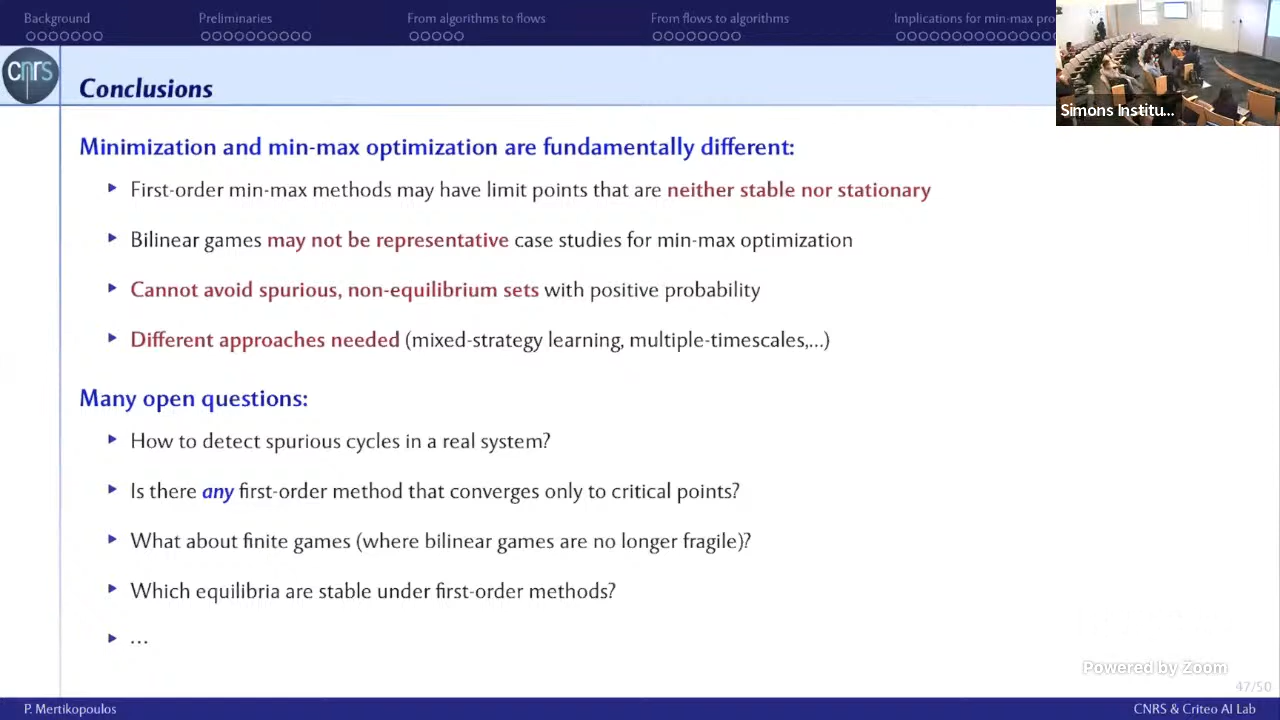 Background
Preliminaries
From algorithms to flows
From flows to algorithms
Implications for min-max pro
Simons Institu...
cnrs
Conclusions
Minimization and min-max optimization are fundamentally different:
First-order min-max methods may have limit points that are neither stable nor stationary
Bilinear games may not be representative case studies for min-max optimization
Cannot avoid spurious, non-equilibrium sets with positive probability
Different approaches needed (mixed-strategy learning, multiple-timescales,...)
Many open questions:
How to detect spurious cycles in a real system?
Is there any first-order method that converges only to critical points?
What about finite games (where bilinear games are no longer fragile)?
Which equilibria are stable under first-order methods?
...
Powered by Zoom
47/50
P. Mertikopoulos
CNRS & Criteo AI Lab